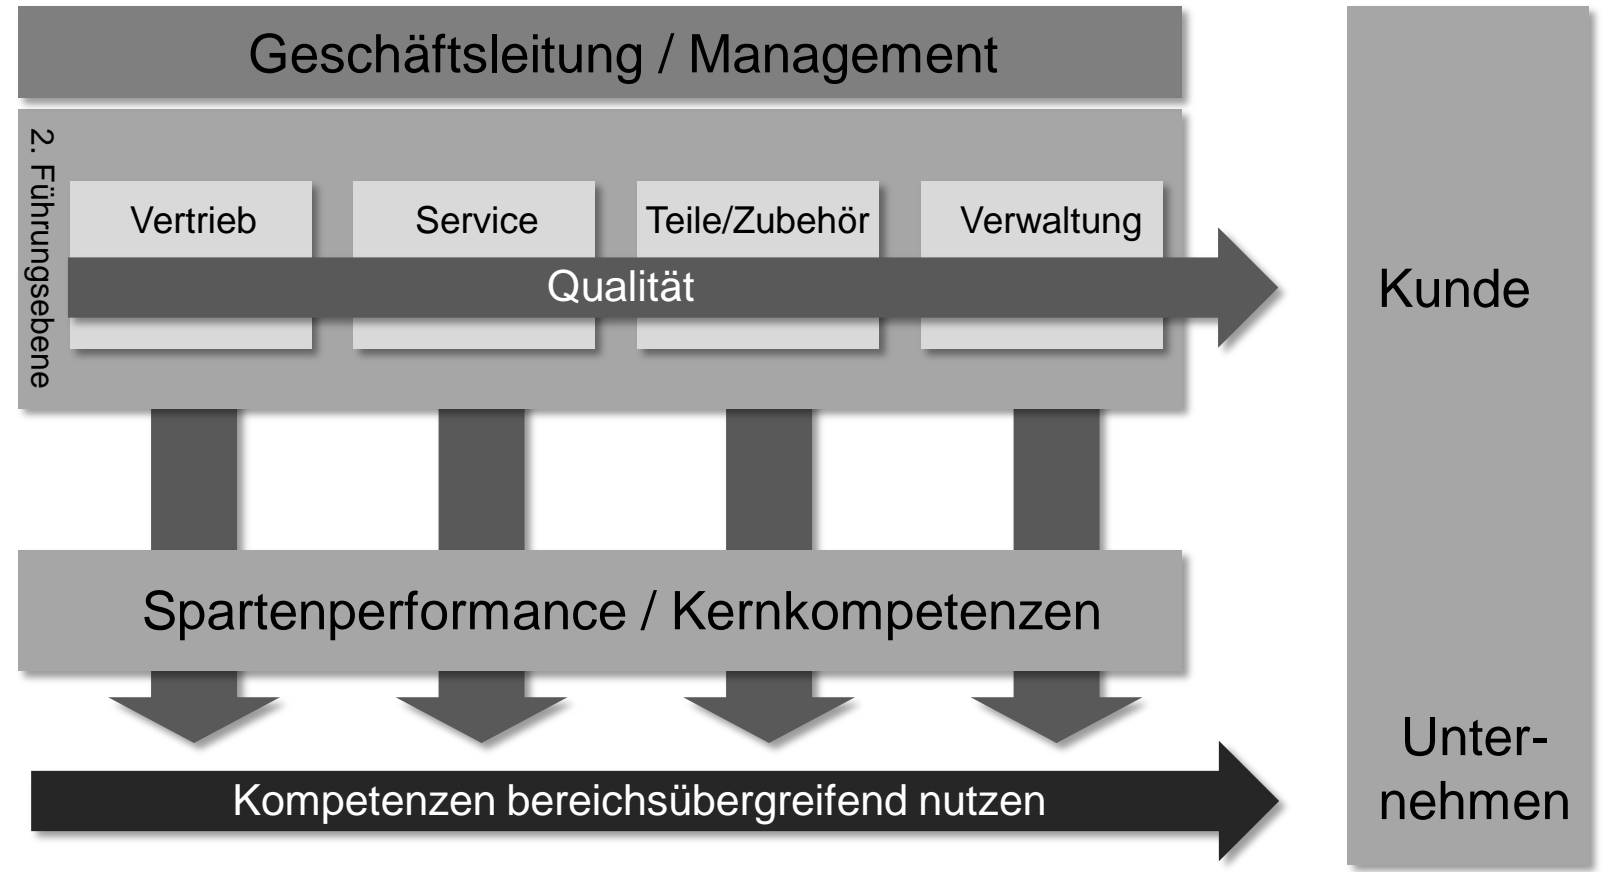 Geschäftsleitung / Management
2. Führungsebene
Vertrieb
Service
Teile/Zubehör
Verwaltung
Qualität
Kunde
Spartenperformance / Kernkompetenzen
Unter-
nehmen
Kompetenzen bereichsübergreifend nutzen